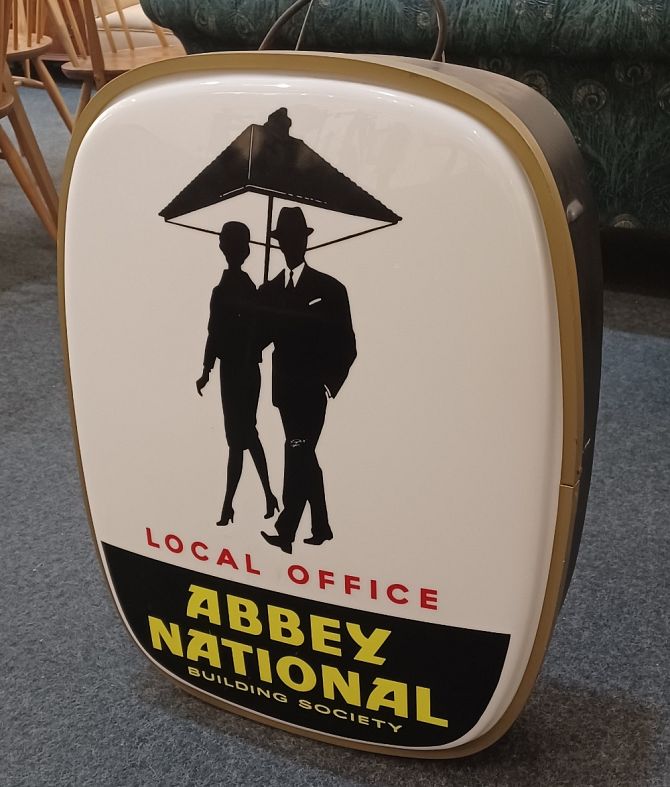 LOCAL OFFICE
ABBEY
NATIONAL
BUILDING SOCIETY